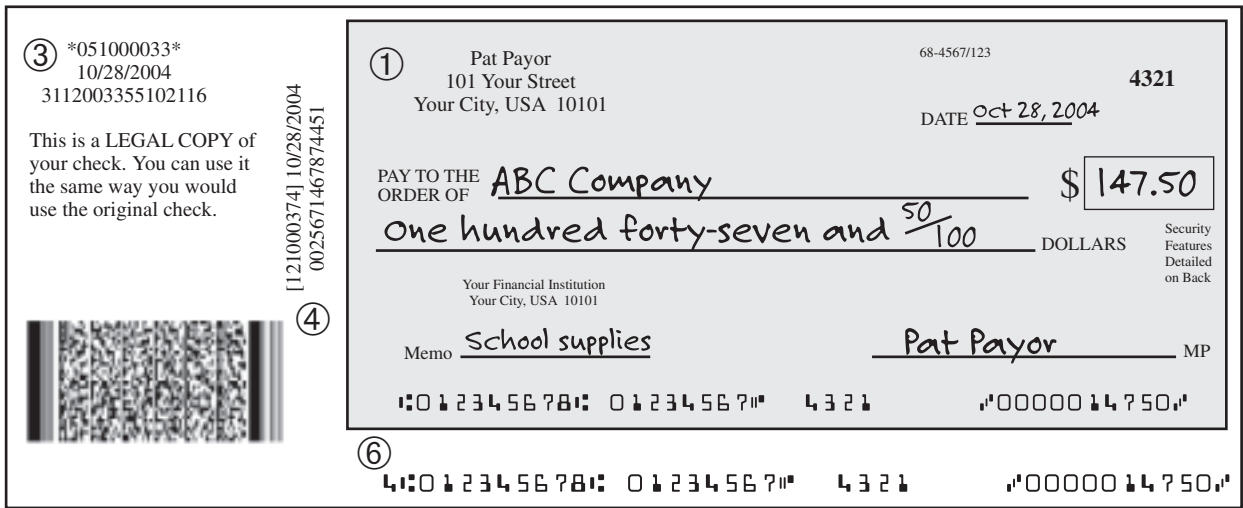 ③ *051000033*
10/28/2004
3112003355102116
This is a LEGAL COPY of
your check. You can use it
the same way you would
use the original check.
[121000374] 10/28/2004
0025671467874451
④
① Pat Payor
101 Your Street
Your City, USA 10101
68-4567/123
4321
DATE Oct 28, 2004
PAY TO THE
ORDER OF ABC Company $ 147.50
One hundred forty-seven and 50/100 DOLLARS
Security
Features
Detailed
on Back
Your Financial Institution
Your City, USA 10101
Memo School supplies Pat Payor MP
⑆012345678⑆ 01234567⑈ 4321 ⑇0000014750⑇
⑥
4⑆012345678⑆ 01234567⑈ 4321 ⑇0000014750⑇